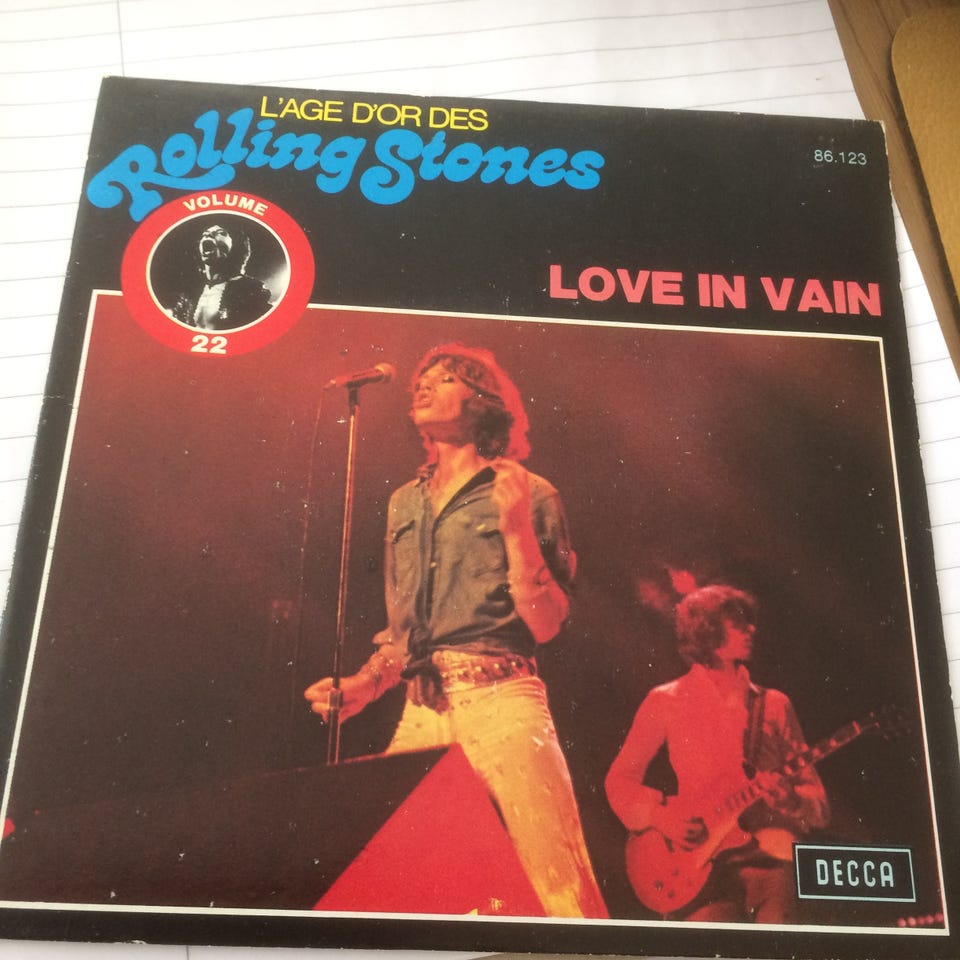 L'AGE D'OR DES
Rolling Stones
86.123
VOLUME
22
LOVE IN VAIN
DECCA